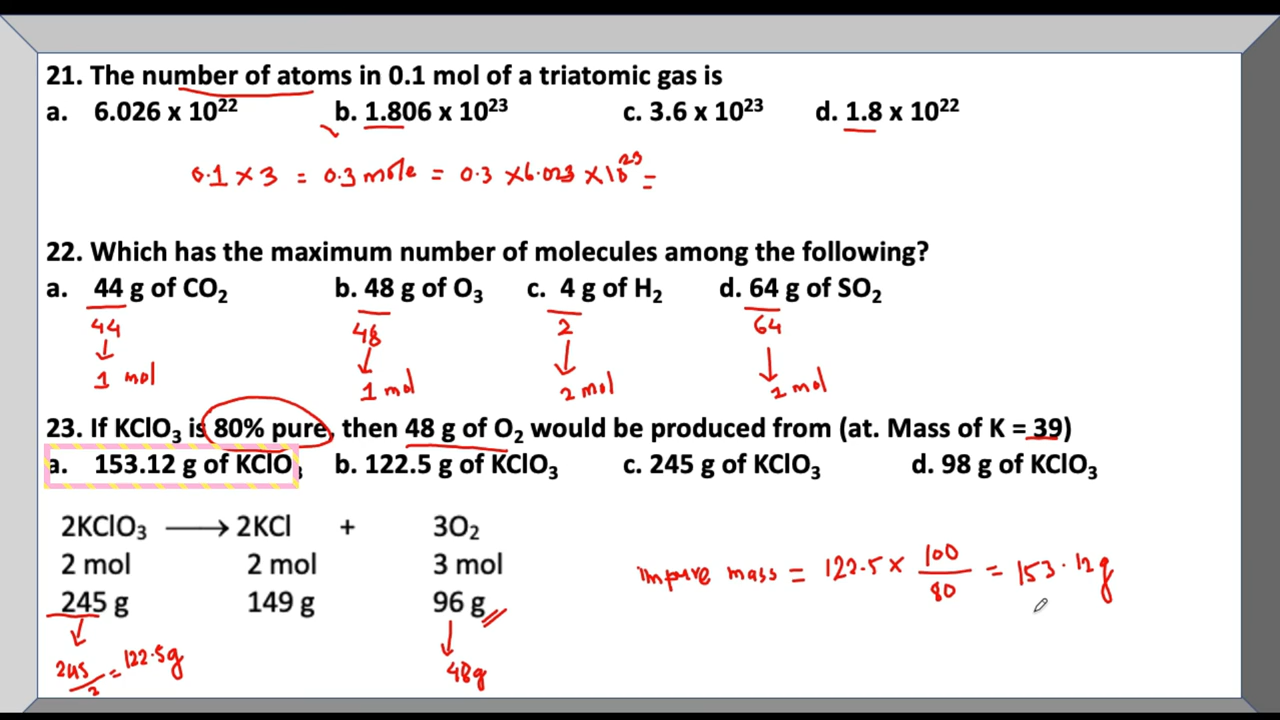 21. The number of atoms in 0.1 mol of a triatomic gas is
a. 6.026 x 10²² b. 1.806 x 10²³ c. 3.6 x 10²³ d. 1.8 x 10²²
0.1 × 3 = 0.3 mole = 0.3 × 6.023 × 10²³ =
22. Which has the maximum number of molecules among the following?
a. 44 g of CO₂ b. 48 g of O₃ c. 4 g of H₂ d. 64 g of SO₂
44 48 2 64
1 mol 1 mol 2 mol 2 mol
23. If KClO₃ is 80% pure, then 48 g of O₂ would be produced from (at. Mass of K = 39)
a. 153.12 g of KClO₃ b. 122.5 g of KClO₃ c. 245 g of KClO₃ d. 98 g of KClO₃
2KClO₃ ⟶ 2KCl + 3O₂
2 mol 2 mol 3 mol
245 g 149 g 96 g
245/2 = 122.5g 48g
impure mass = 122.5 × 100/80 = 153.12g